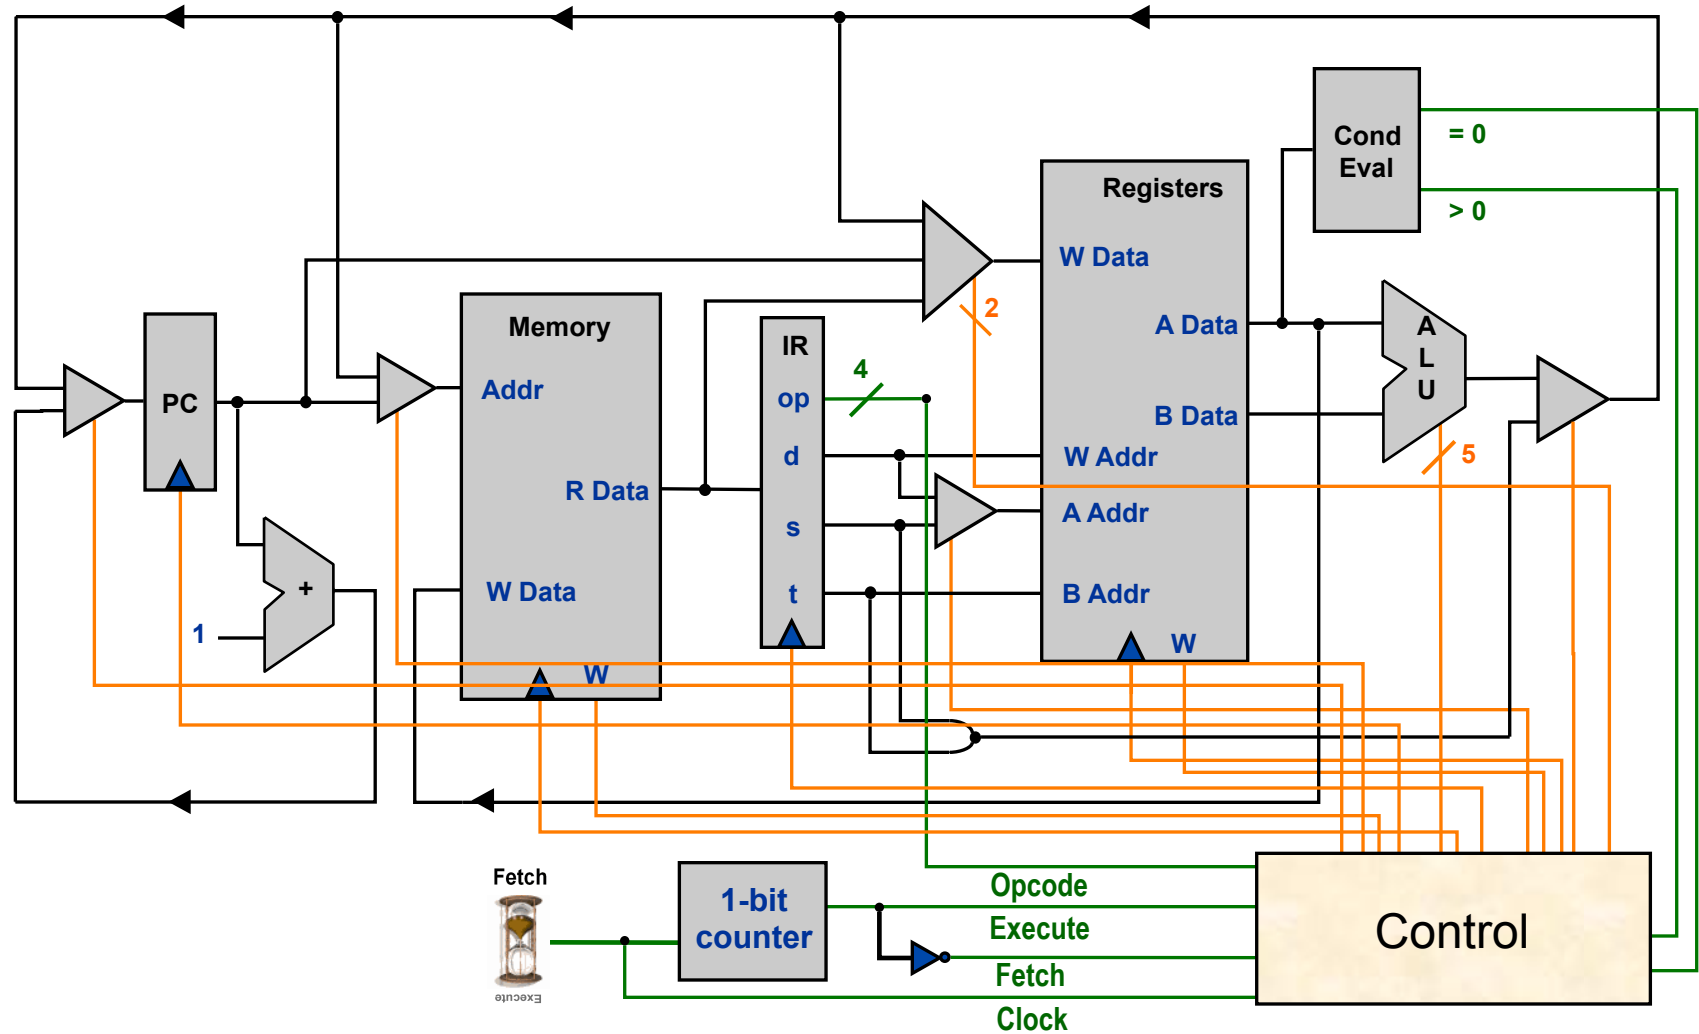 Cond
Eval
= 0
> 0
Registers
W Data
A Data
B Data
W Addr
A Addr
B Addr
W
2
A
L
U
5
Memory
Addr
R Data
W Data
W
IR
op
d
s
t
4
PC
+
1
Fetch
Execute
1-bit
counter
Opcode
Execute
Fetch
Clock
Control